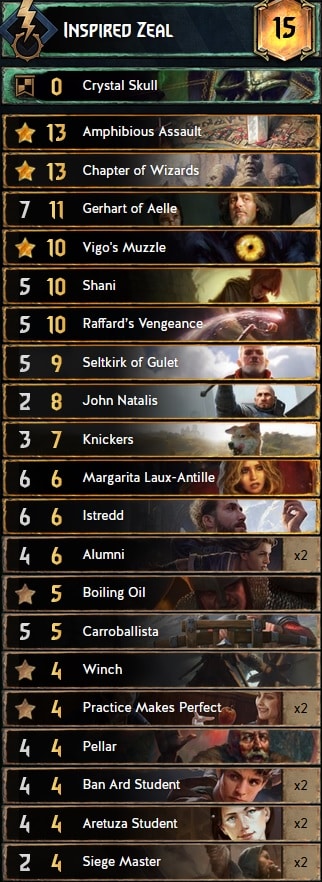 INSPIRED ZEAL 15
0 Crystal Skull
13 Amphibious Assault
13 Chapter of Wizards
7 11 Gerhart of Aelle
10 Vigo's Muzzle
5 10 Shani
5 10 Raffard's Vengeance
5 9 Seltkirk of Gulet
2 8 John Natalis
3 7 Knickers
6 6 Margarita Laux-Antille
6 6 Istredd
4 6 Alumni x2
5 Boiling Oil
5 5 Carroballista
4 Winch
4 Practice Makes Perfect x2
4 4 Pellar
4 4 Ban Ard Student x2
4 4 Aretuza Student x2
2 4 Siege Master x2